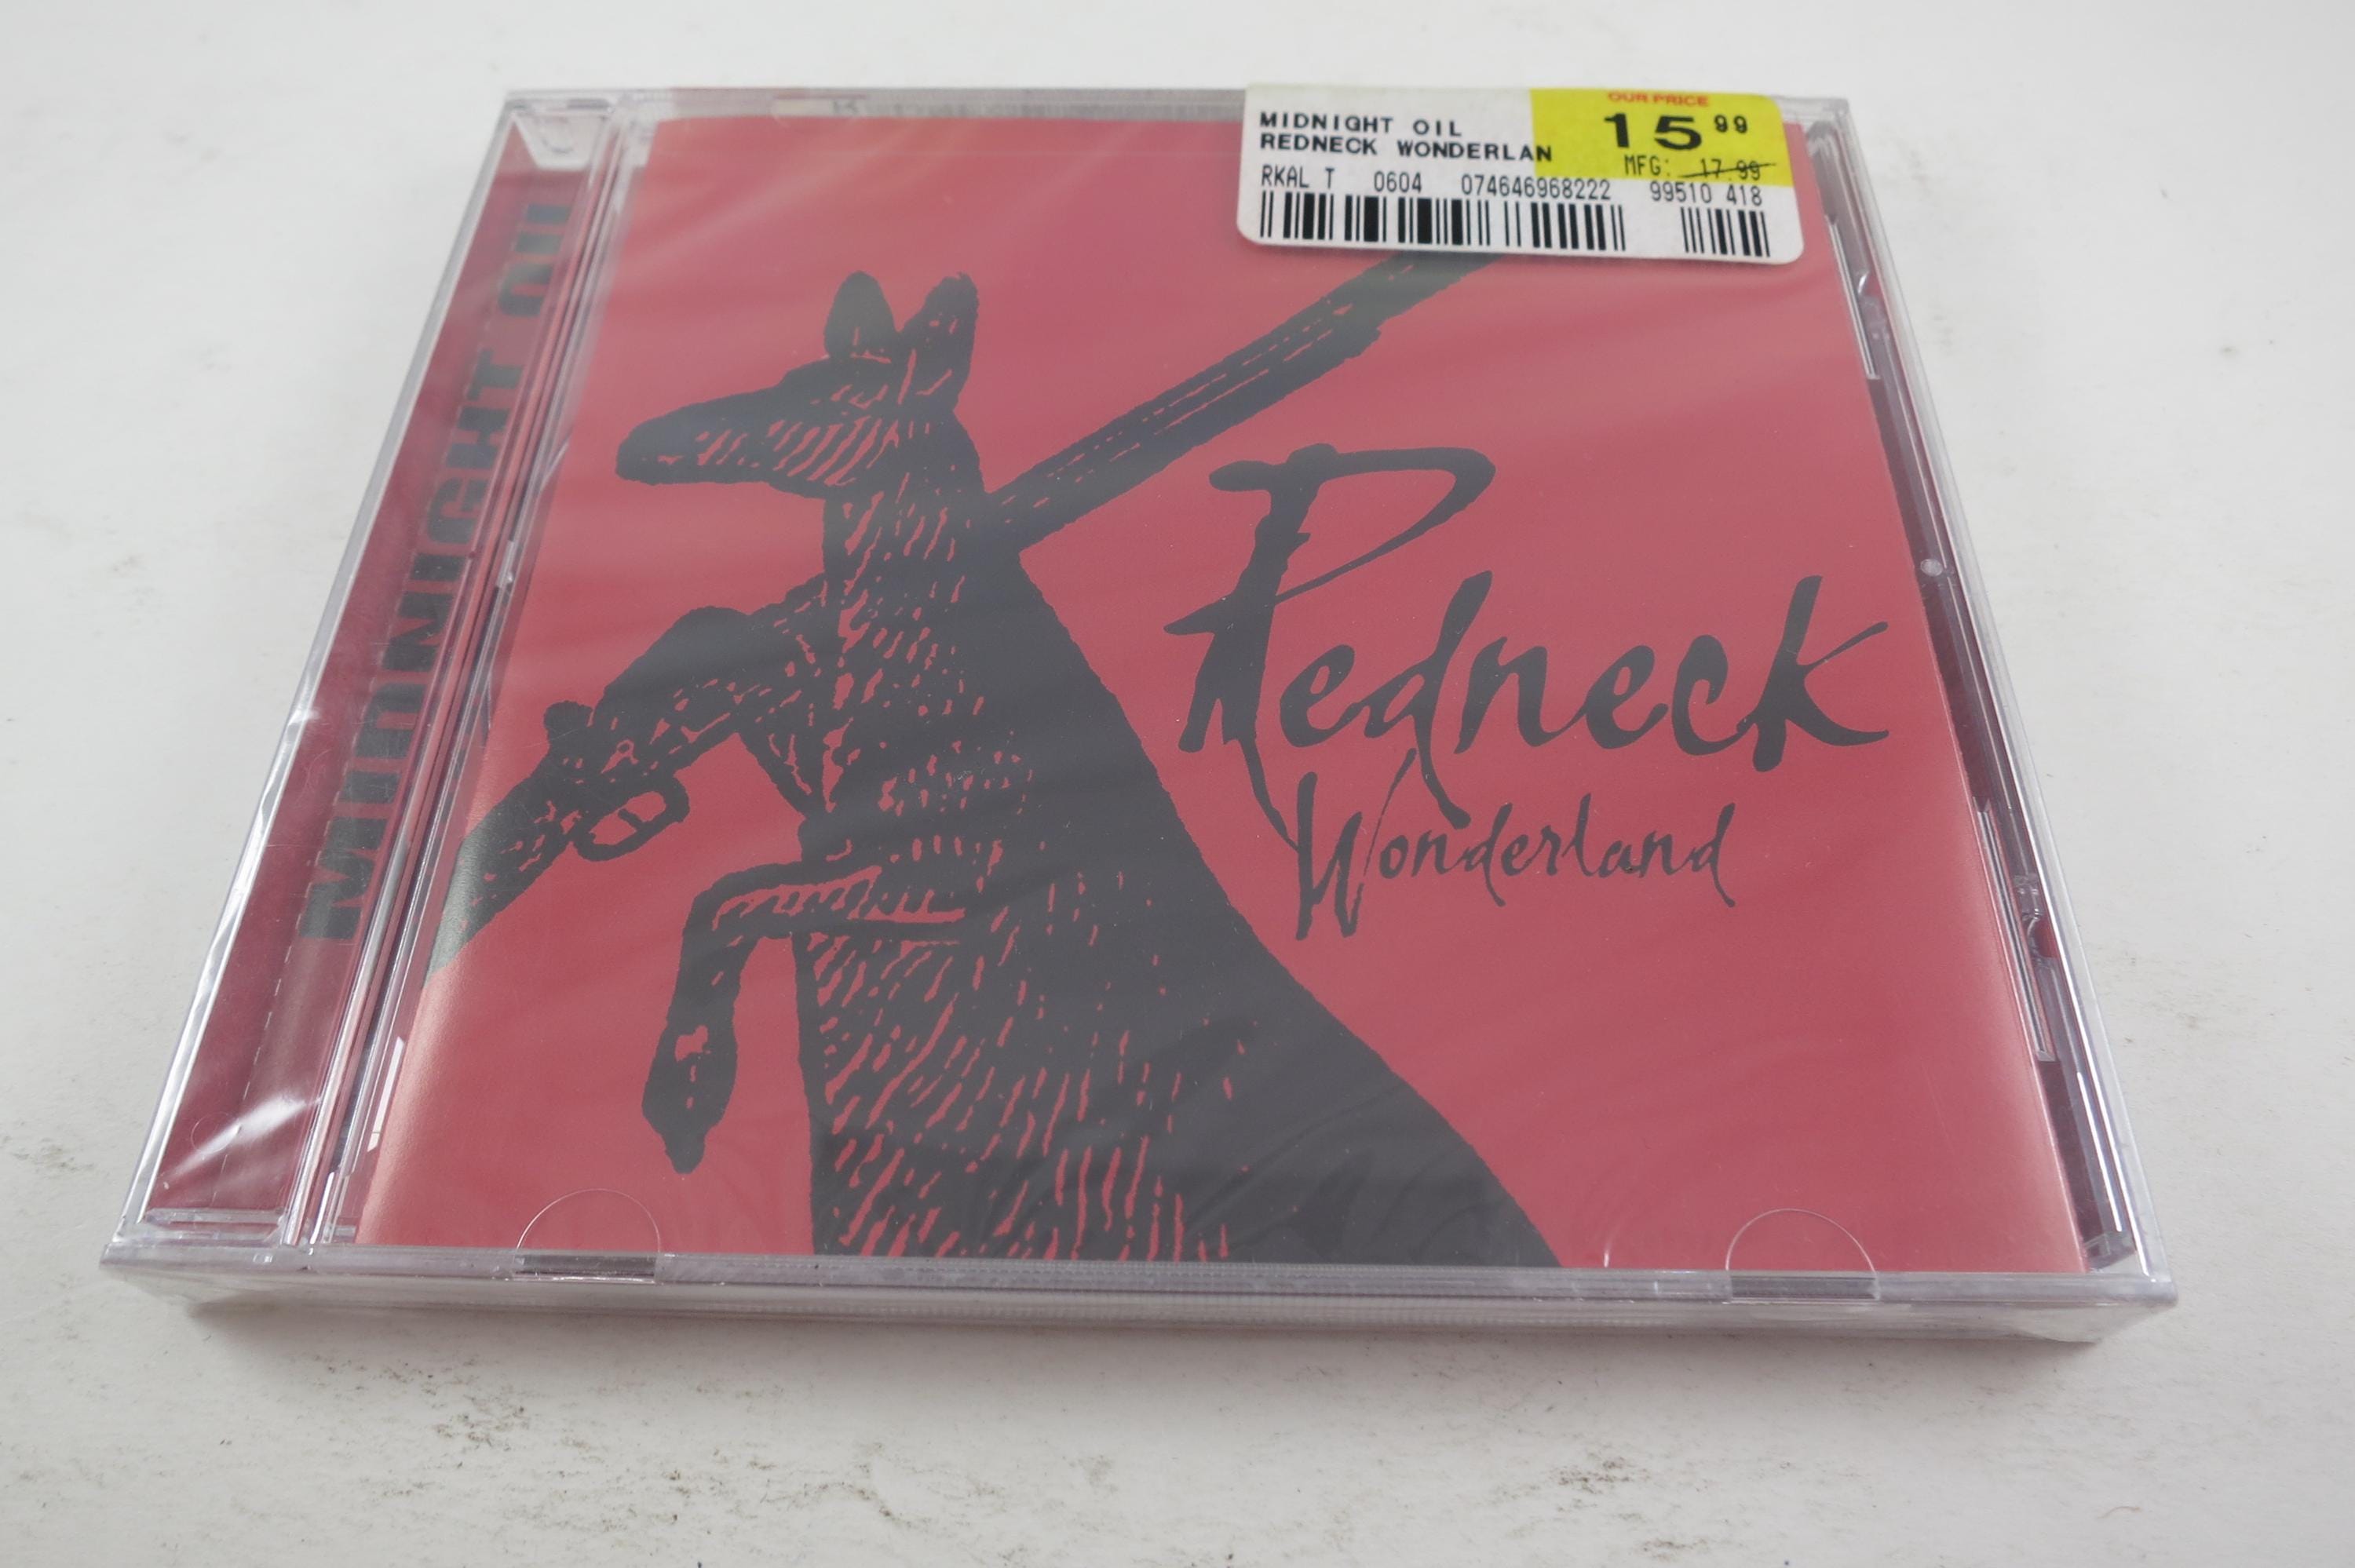 MIDNIGHT OIL
REDNECK WONDERLAN
OUR PRICE
15 99
MFG: 17.99
RKAL T 0604 074646968222 99510 418
MIDNIGHT OIL
Redneck
Wonderland